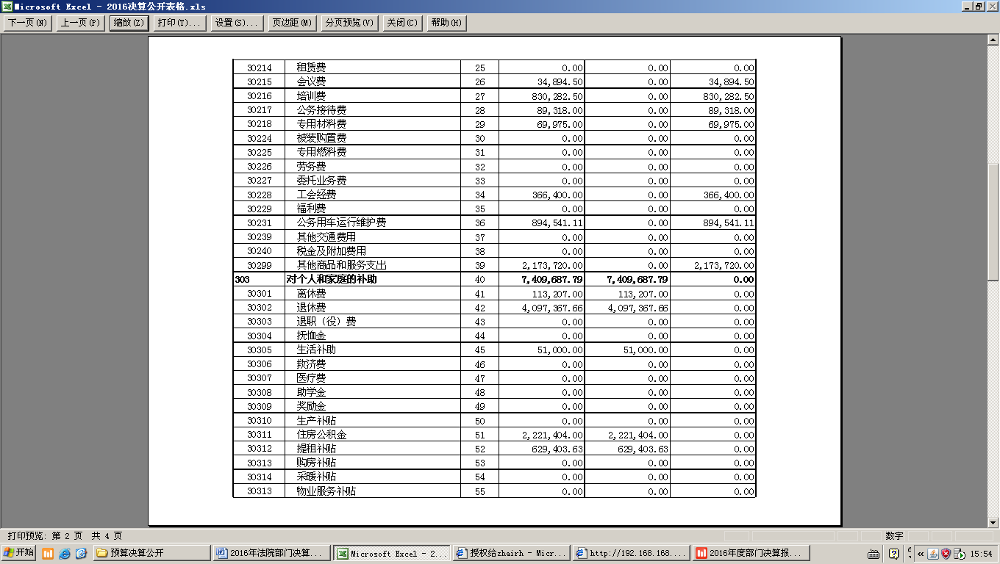 Microsoft Excel - 2016决算公开表格.xls
下一页(N) 上一页(P) 缩放(Z) 打印(T)... 设置(S)... 页边距(M) 分页预览(V) 关闭(C) 帮助(H)
30214 租赁费 25 0.00 0.00 0.00
30215 会议费 26 34,894.50 0.00 34,894.50
30216 培训费 27 830,282.50 0.00 830,282.50
30217 公务接待费 28 89,318.00 0.00 89,318.00
30218 专用材料费 29 69,975.00 0.00 69,975.00
30224 被装购置费 30 0.00 0.00 0.00
30225 专用燃料费 31 0.00 0.00 0.00
30226 劳务费 32 0.00 0.00 0.00
30227 委托业务费 33 0.00 0.00 0.00
30228 工会经费 34 366,400.00 0.00 366,400.00
30229 福利费 35 0.00 0.00 0.00
30231 公务用车运行维护费 36 894,541.11 0.00 894,541.11
30239 其他交通费用 37 0.00 0.00 0.00
30240 税金及附加费用 38 0.00 0.00 0.00
30299 其他商品和服务支出 39 2,173,720.00 0.00 2,173,720.00
303 对个人和家庭的补助 40 7,409,687.79 7,409,687.79 0.00
30301 离休费 41 113,207.00 113,207.00 0.00
30302 退休费 42 4,097,367.66 4,097,367.66 0.00
30303 退职（役）费 43 0.00 0.00 0.00
30304 抚恤金 44 0.00 0.00 0.00
30305 生活补助 45 51,000.00 51,000.00 0.00
30306 救济费 46 0.00 0.00 0.00
30307 医疗费 47 0.00 0.00 0.00
30308 助学金 48 0.00 0.00 0.00
30309 奖励金 49 0.00 0.00 0.00
30310 生产补贴 50 0.00 0.00 0.00
30311 住房公积金 51 2,221,404.00 2,221,404.00 0.00
30312 提租补贴 52 629,403.63 629,403.63 0.00
30313 购房补贴 53 0.00 0.00 0.00
30314 采暖补贴 54 0.00 0.00 0.00
30313 物业服务补贴 55 0.00 0.00 0.00
打印预览: 第 2 页 共 4 页 数字
开始 预算决算公开 2016年法院部门决算... Microsoft Excel - 2... 授权给zhairh - Micr... http://192.168.168.... 2016年度部门决算报... 15:54